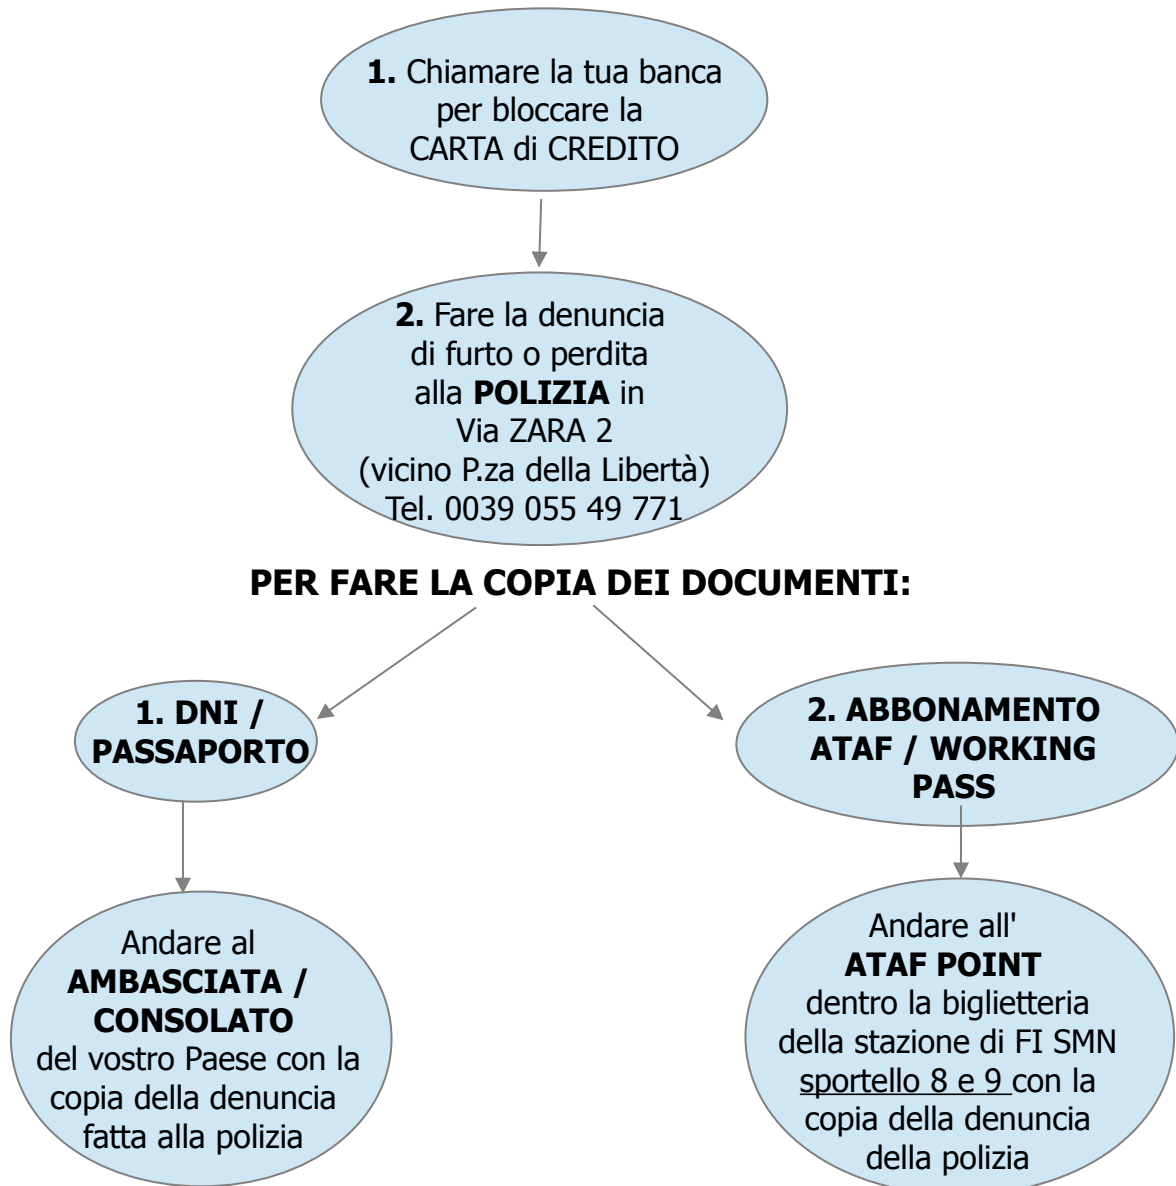 1. Chiamare la tua banca
per bloccare la
CARTA di CREDITO
2. Fare la denuncia
di furto o perdita
alla POLIZIA in
Via ZARA 2
(vicino P.za della Libertà)
Tel. 0039 055 49 771
PER FARE LA COPIA DEI DOCUMENTI:
1. DNI /
PASSAPORTO
2. ABBONAMENTO
ATAF / WORKING
PASS
Andare al
AMBASCIATA /
CONSOLATO
del vostro Paese con la
copia della denuncia
fatta alla polizia
Andare all'
ATAF POINT
dentro la biglietteria
della stazione di FI SMN
sportello 8 e 9 con la
copia della denuncia
della polizia